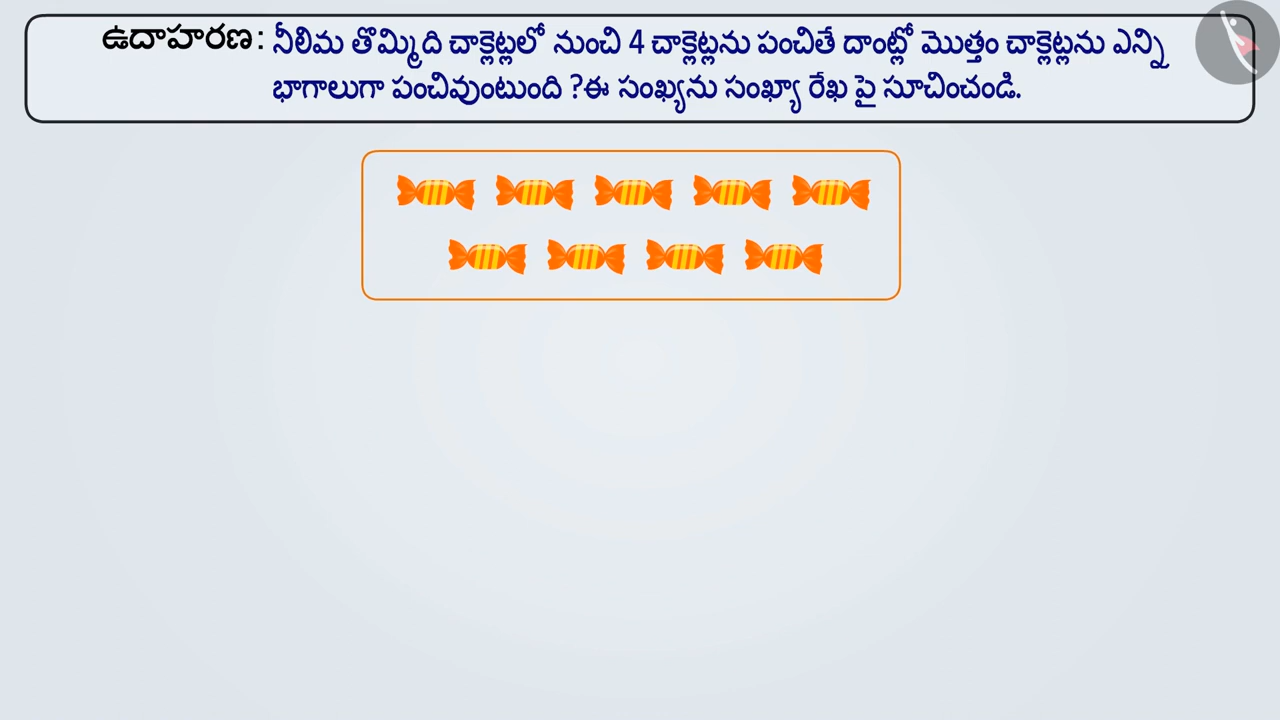 ఉదాహరణ: నీలిమ తొమ్మిది చాక్లెట్లలో నుంచి 4 చాక్లెట్లను పంచితే దాంట్లో మొత్తం చాక్లెట్లను ఎన్ని
భాగాలుగా పంచివుంటుంది ?ఈ సంఖ్యను సంఖ్యా రేఖ పై సూచించండి.